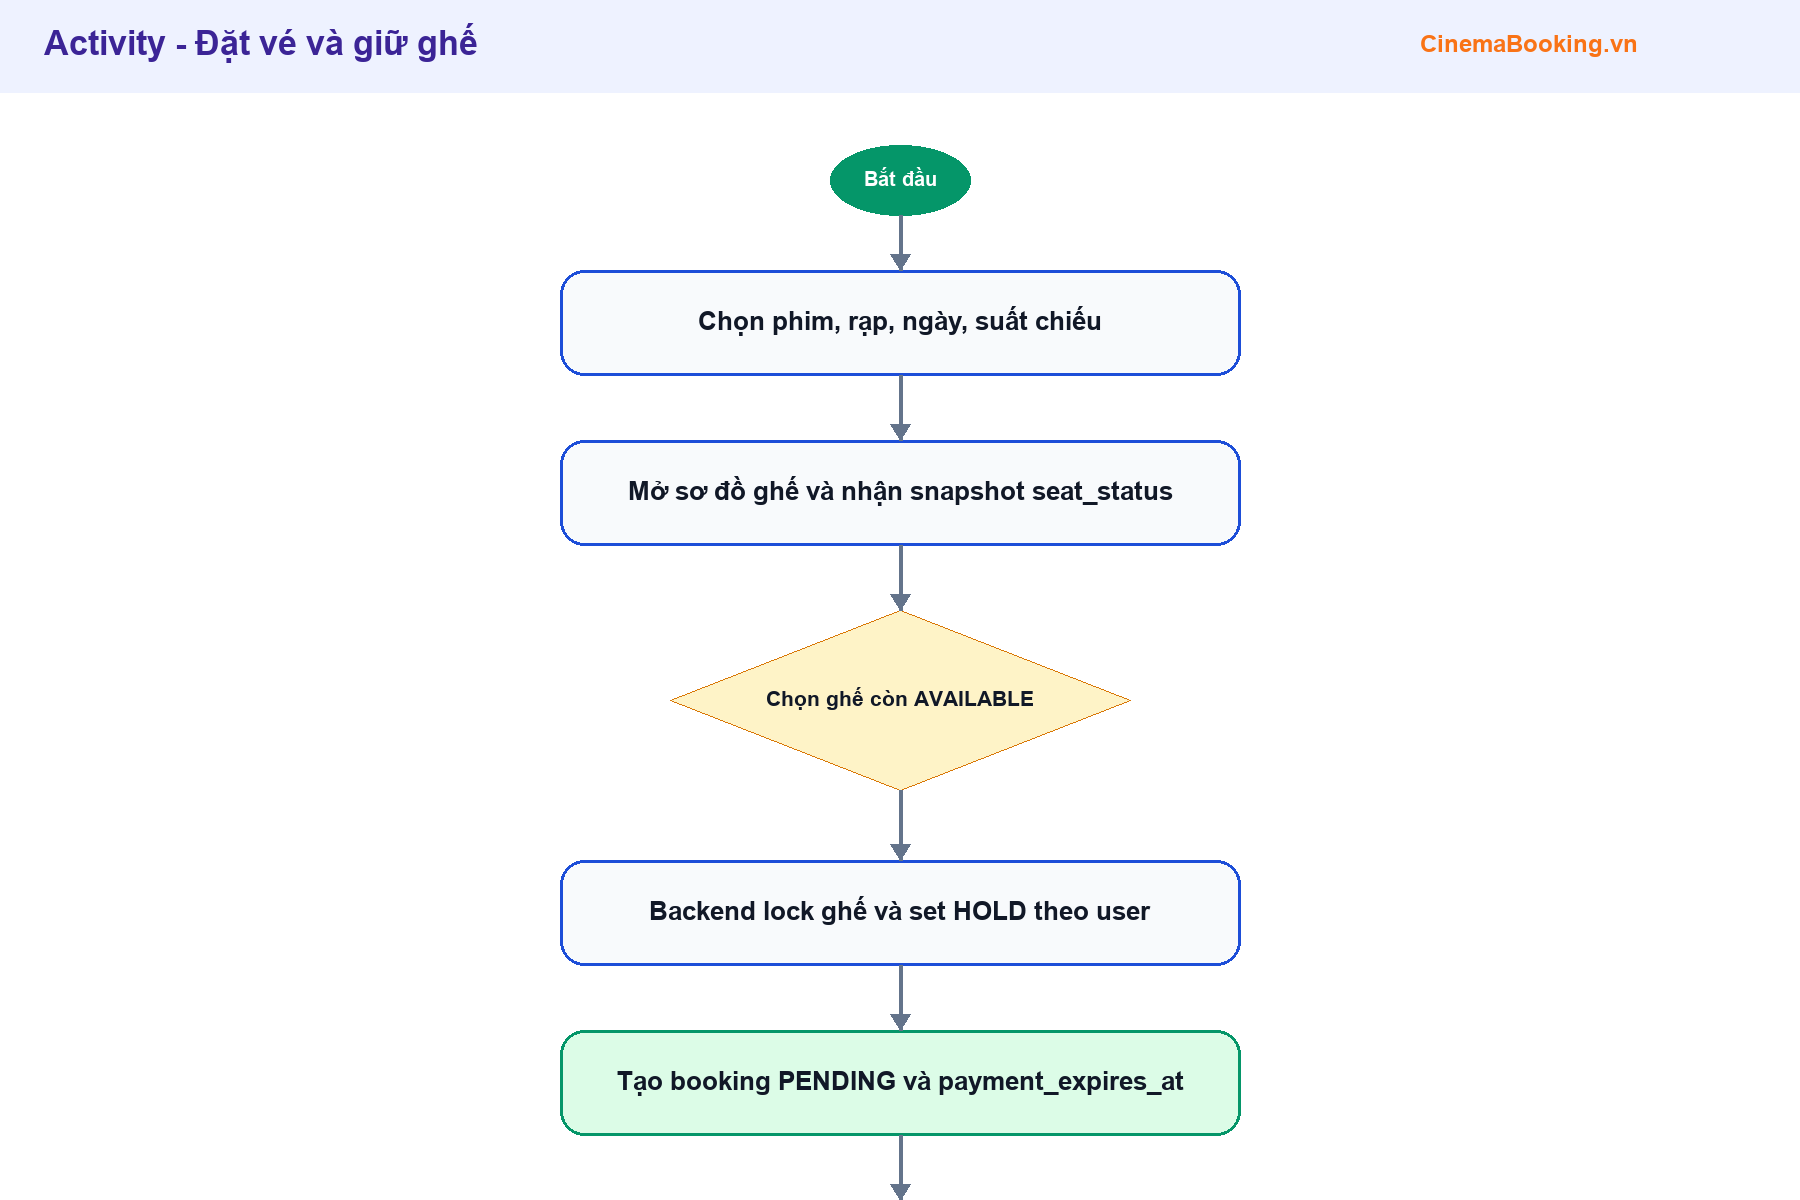 Activity - Đặt vé và giữ ghế
CinemaBooking.vn
Bắt đầu
Chọn phim, rạp, ngày, suất chiếu
Mở sơ đồ ghế và nhận snapshot seat_status
Chọn ghế còn AVAILABLE
Backend lock ghế và set HOLD theo user
Tạo booking PENDING và payment_expires_at